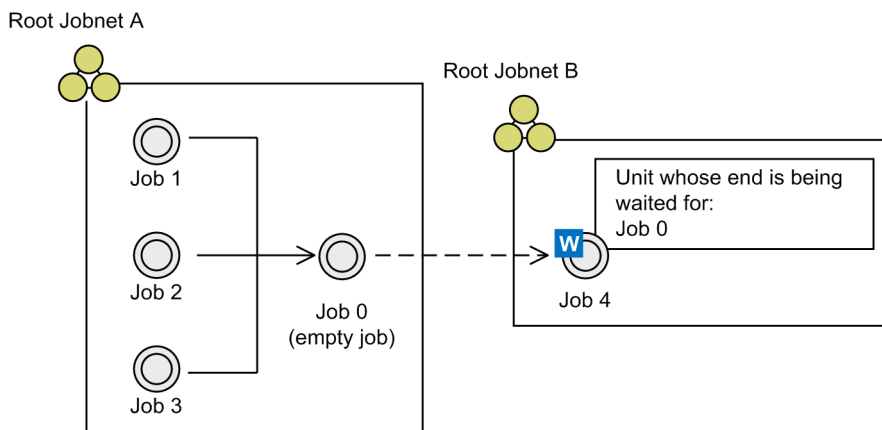 Root Jobnet A
Root Jobnet B
Job 1
Unit whose end is being
waited for:
Job 0
W
Job 2
Job 4
Job 0
(empty job)
Job 3